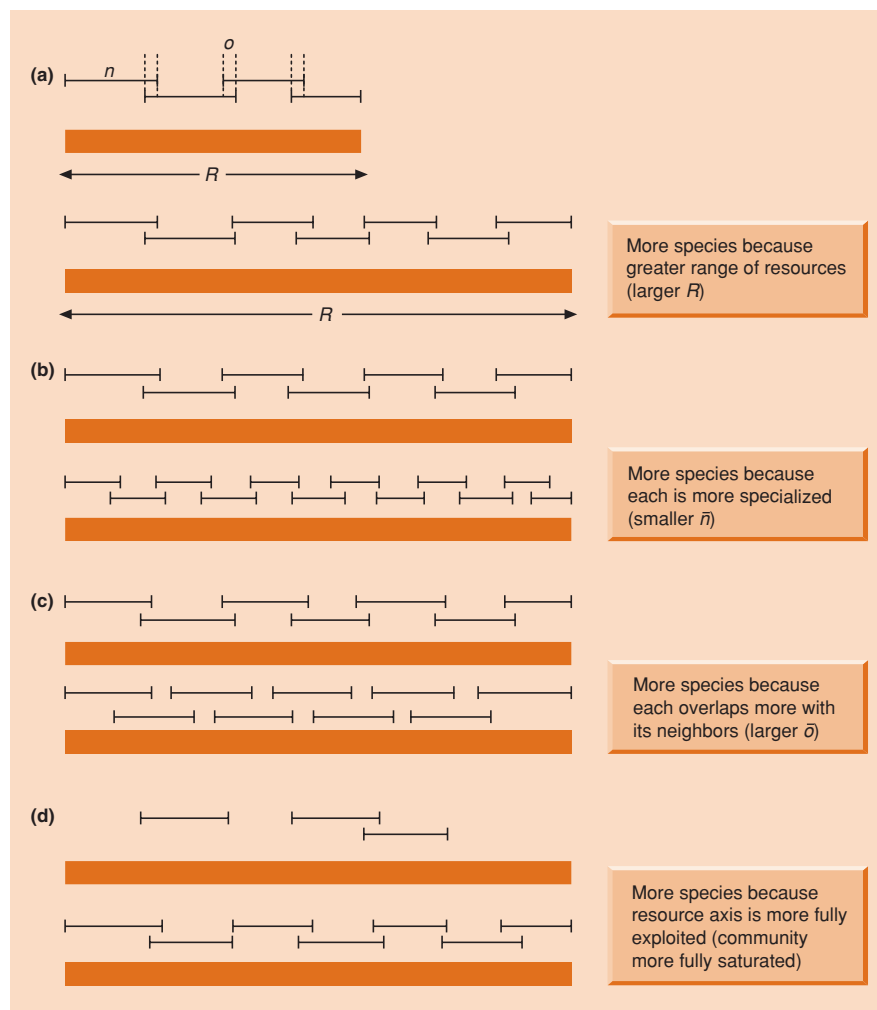 o
(a)
n
R
More species because
greater range of resources
(larger R)
R
(b)
More species because
each is more specialized
(smaller n̄)
(c)
More species because
each overlaps more with
its neighbors (larger ō)
(d)
More species because
resource axis is more fully
exploited (community
more fully saturated)